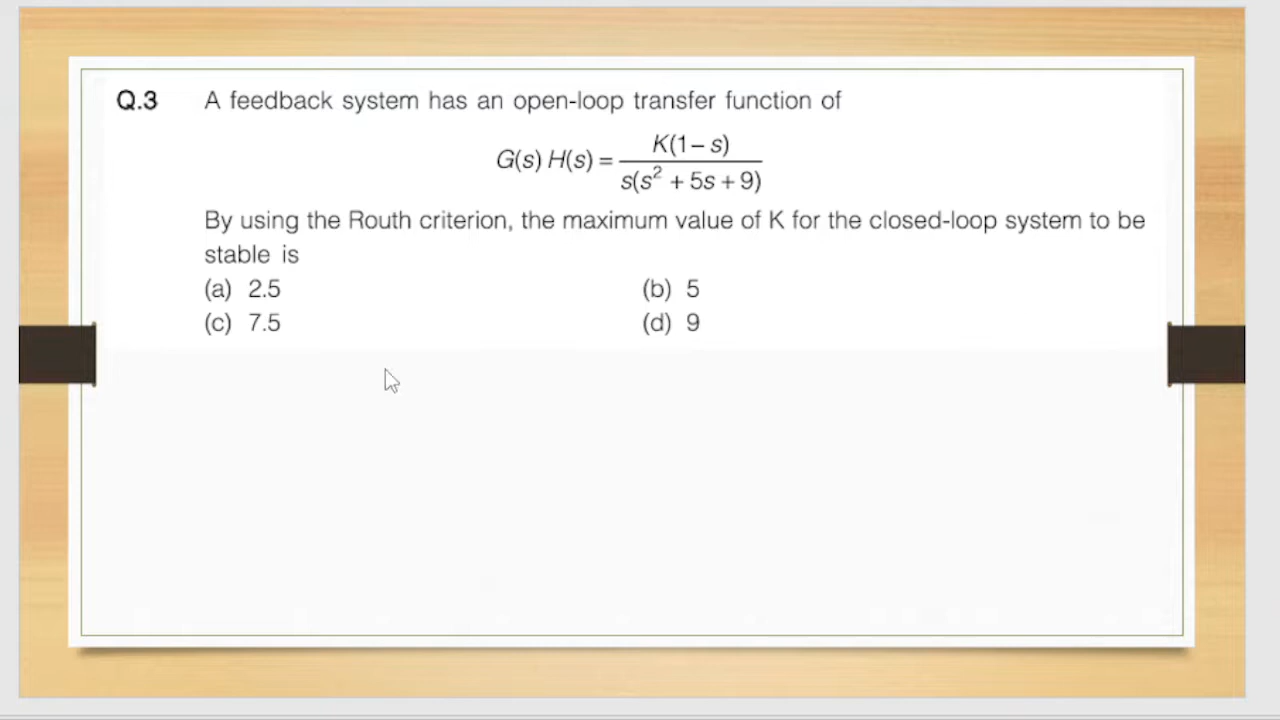 Q.3 A feedback system has an open-loop transfer function of
G(s) H(s) = K(1 – s) / s(s² + 5s + 9)
By using the Routh criterion, the maximum value of K for the closed-loop system to be
stable is
(a) 2.5 (b) 5
(c) 7.5 (d) 9